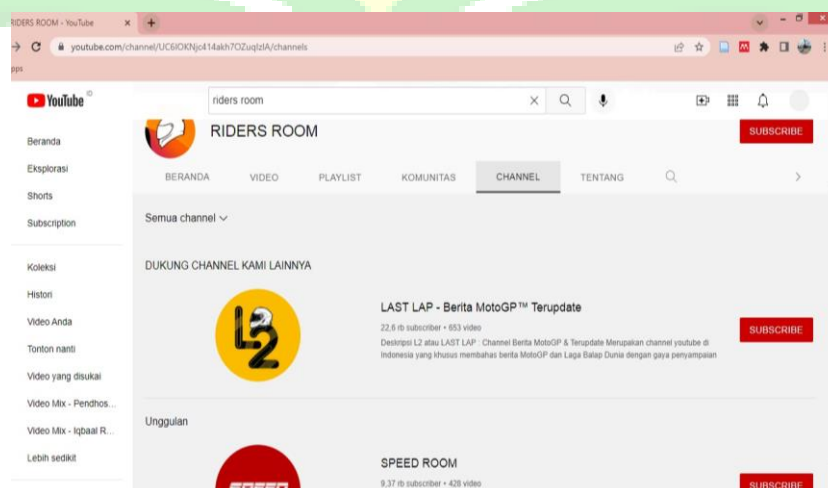 RIDERS ROOM - YouTube
youtube.com/channel/UC6IOKNjc414akh7OZuqIzIA/channels
YouTube ID
riders room
RIDERS ROOM
SUBSCRIBE
Beranda
Eksplorasi
Shorts
Subscription
Koleksi
Histori
Video Anda
Tonton nanti
Video yang disukai
Video Mix - Pendhos...
Video Mix - Iqbaal R...
Lebih sedikit
BERANDA VIDEO PLAYLIST KOMUNITAS CHANNEL TENTANG
Semua channel
DUKUNG CHANNEL KAMI LAINNYA
L2
LAST LAP - Berita MotoGP™ Terupdate
22,6 rb subscriber • 653 video
Deskripsi L2 atau LAST LAP : Channel Berita MotoGP & Terupdate Merupakan channel youtube di
Indonesia yang khusus membahas berita MotoGP dan Laga Balap Dunia dengan gaya penyampaian
SUBSCRIBE
Unggulan
SPEED
SPEED ROOM
9,37 rb subscriber • 428 video
SUBSCRIBE